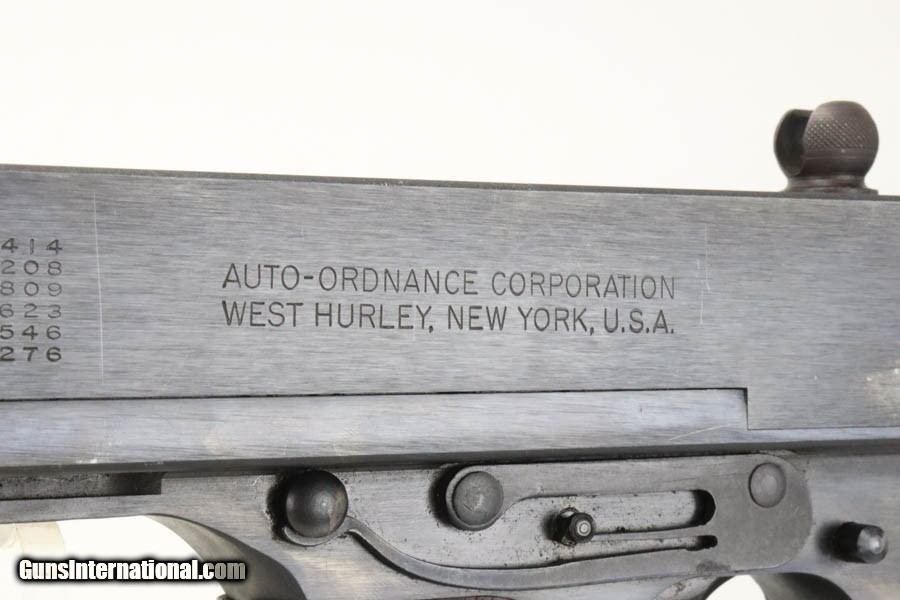 414
208
809
623
546
276
AUTO-ORDNANCE CORPORATION
WEST HURLEY, NEW YORK, U.S.A.
GunsInternational.com